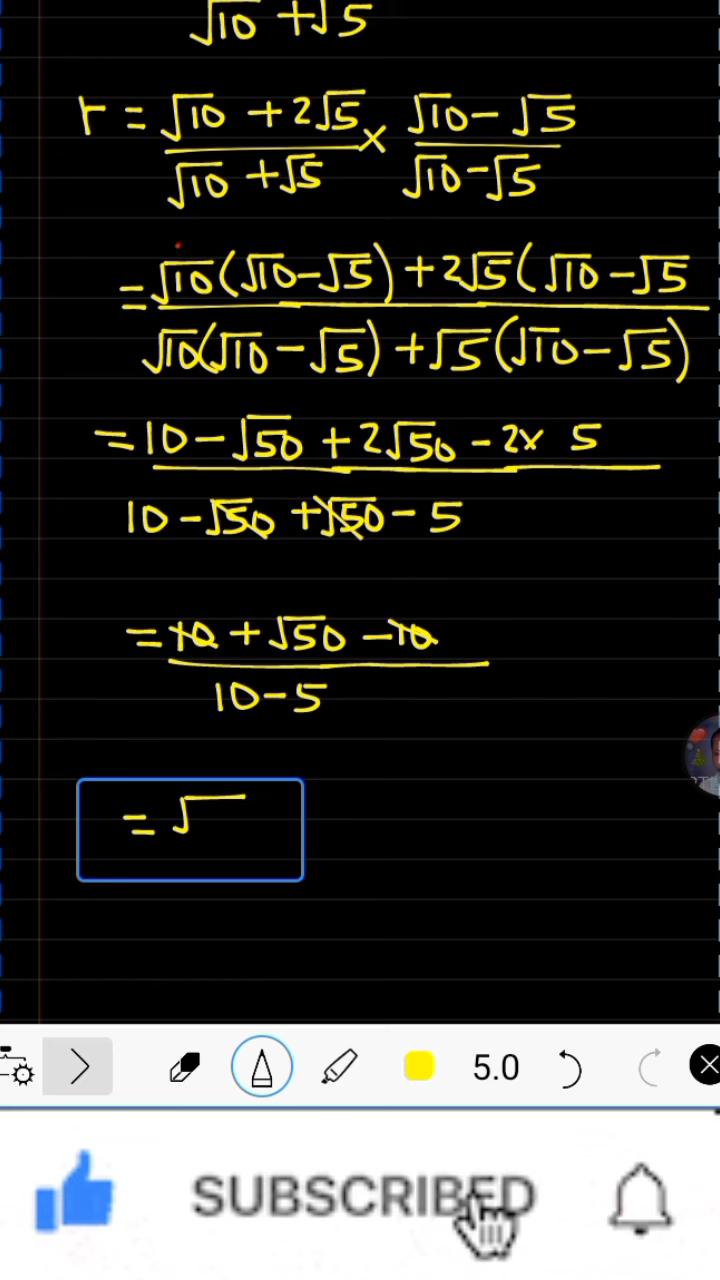 √10 + √5
r = √10 + 2√5 / √10 + √5 × √10 - √5 / √10 - √5
= √10(√10 - √5) + 2√5(√10 - √5 / √10(√10 - √5) + √5(√10 - √5)
= 10 - √50 + 2√50 - 2 × 5 / 10 - √50 + √50 - 5
= 10 + √50 - 10 / 10 - 5
= √
5.0
SUBSCRIBED